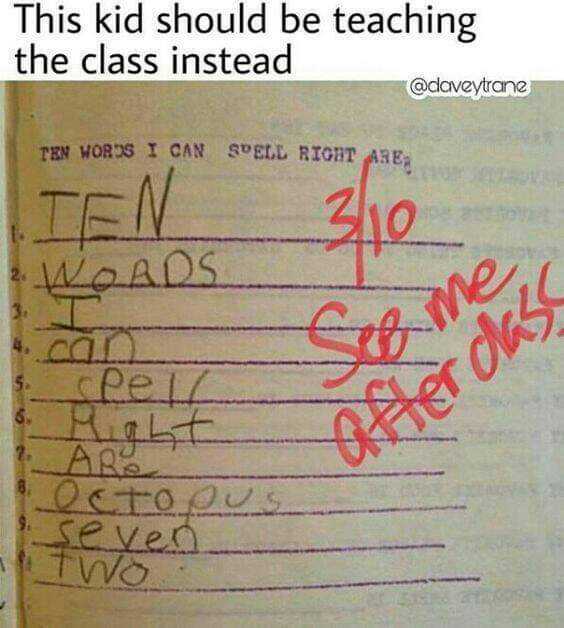 This kid should be teaching
the class instead
@daveytrane
TEN WORDS I CAN SPELL RIGHT ARE
3/10
See me
after class.
1. TEN
2. WORDS
3. I
4. can
5. spell
6. Right
7. ARe
8. OCTOPUS
9. seven
TWO